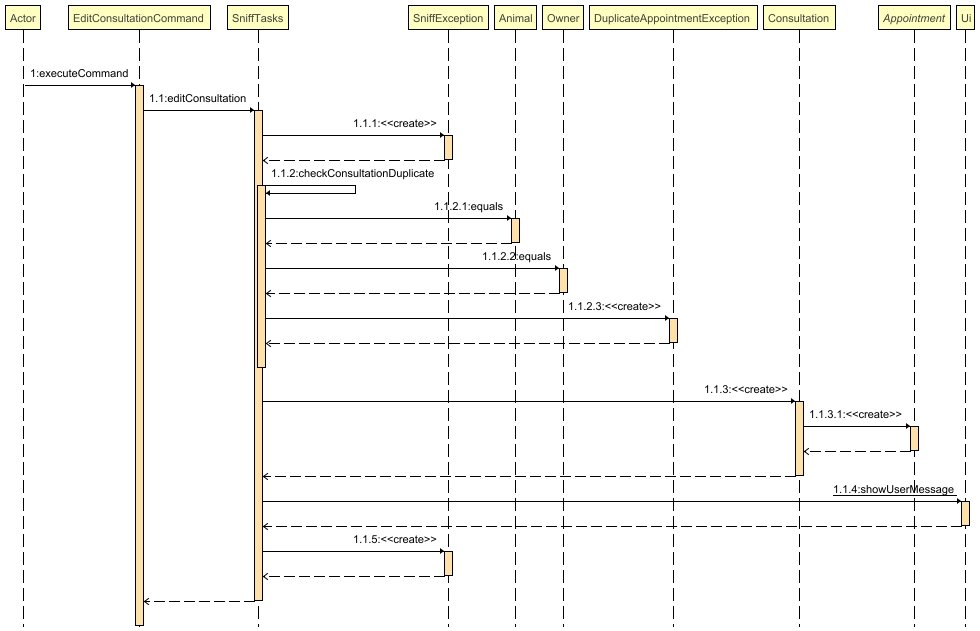 Actor EditConsultationCommand SniffTasks SniffException Animal Owner DuplicateAppointmentException Consultation Appointment Ui
1:executeCommand
1.1:editConsultation
1.1.1:<<create>>
1.1.2:checkConsultationDuplicate
1.1.2.1:equals
1.1.2.2:equals
1.1.2.3:<<create>>
1.1.3:<<create>>
1.1.3.1:<<create>>
1.1.4:showUserMessage
1.1.5:<<create>>